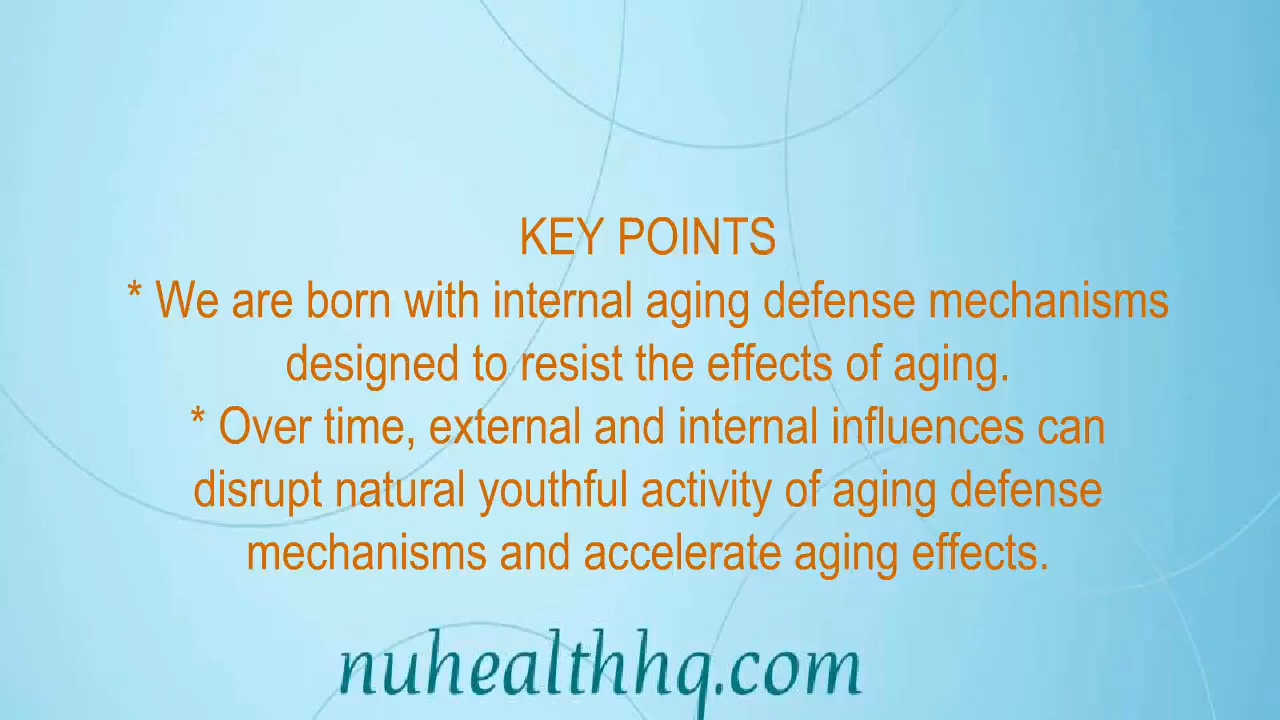 KEY POINTS
* We are born with internal aging defense mechanisms
designed to resist the effects of aging.
* Over time, external and internal influences can
disrupt natural youthful activity of aging defense
mechanisms and accelerate aging effects.
nuhealthhq.com